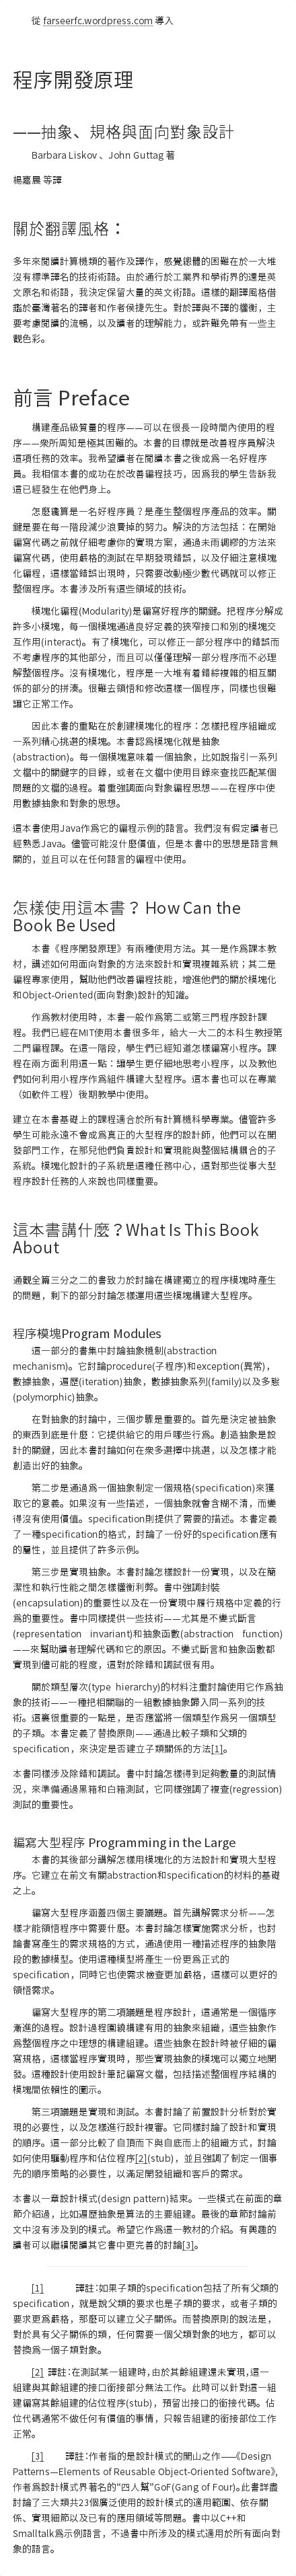 從 farseerfc.wordpress.com 導入
程序開發原理
——抽象、規格與面向對象設計
Barbara Liskov 、John Guttag 著
楊嘉晨 等譯
關於翻譯風格：
多年來閱讀計算機類的著作及譯作，感覺總體的困難在於一大堆
沒有標準譯名的技術術語。由於通行於工業界和學術界的還是英
文原名和術語，我決定保留大量的英文術語。這樣的翻譯風格借
鑑於臺灣著名的譯者和作者侯捷先生。對於譯與不譯的權衡，主
要考慮閱讀的流暢，以及讀者的理解能力，或許難免帶有一些主
觀色彩。
前言 Preface
構建產品級質量的程序——可以在很長一段時間內使用的程
序——衆所周知是極其困難的。本書的目標就是改善程序員解決
這項任務的效率。我希望讀者在閱讀本書之後成爲一名好程序
員。我相信本書的成功在於改善編程技巧，因爲我的學生告訴我
這已經發生在他們身上。
怎麼纔算是一名好程序員？是產生整個程序產品的效率。關
鍵是要在每一階段減少浪費掉的努力。解決的方法包括：在開始
編寫代碼之前就仔細考慮你的實現方案，通過未雨綢繆的方法來
編寫代碼，使用嚴格的測試在早期發現錯誤，以及仔細注意模塊
化編程，這樣當錯誤出現時，只需要改動極少數代碼就可以修正
整個程序。本書涉及所有這些領域的技術。
模塊化編程(Modularity)是編寫好程序的關鍵。把程序分解成
許多小模塊，每一個模塊通過良好定義的狹窄接口和別的模塊交
互作用(interact)。有了模塊化，可以修正一部分程序中的錯誤而
不考慮程序的其他部分，而且可以僅僅理解一部分程序而不必理
解整個程序。沒有模塊化，程序是一大堆有着錯綜複雜的相互關
係的部分的拼湊。很難去領悟和修改這樣一個程序，同樣也很難
讓它正常工作。
因此本書的重點在於創建模塊化的程序：怎樣把程序組織成
一系列精心挑選的模塊。本書認爲模塊化就是抽象
(abstraction)。每一個模塊意味着一個抽象，比如說指引一系列
文檔中的關鍵字的目錄，或者在文檔中使用目錄來查找匹配某個
問題的文檔的過程。着重強調面向對象編程思想——在程序中使
用數據抽象和對象的思想。
這本書使用Java作爲它的編程示例的語言。我們沒有假定讀者已
經熟悉Java。儘管可能沒什麼價值，但是本書中的思想是語言無
關的，並且可以在任何語言的編程中使用。
怎樣使用這本書？ How Can the
Book Be Used
本書《程序開發原理》有兩種使用方法。其一是作爲課本教
材，講述如何用面向對象的方法來設計和實現複雜系統；其二是
編程專家使用，幫助他們改善編程技能，增進他們的關於模塊化
和Object-Oriented(面向對象)設計的知識。
作爲教材使用時，本書一般作爲第二或第三門程序設計課
程。我們已經在MIT使用本書很多年，給大一大二的本科生教授第
二門編程課。在這一階段，學生們已經知道怎樣編寫小程序。課
程在兩方面利用這一點：讓學生更仔細地思考小程序，以及教他
們如何利用小程序作爲組件構建大型程序。這本書也可以在專業
（如軟件工程）後期教學中使用。
建立在本書基礎上的課程適合於所有計算機科學專業。儘管許多
學生可能永遠不會成爲真正的大型程序的設計師，他們可以在開
發部門工作，在那兒他們負責設計和實現能與整個結構耦合的子
系統。模塊化設計的子系統是這種任務中心，這對那些從事大型
程序設計任務的人來說也同樣重要。
這本書講什麼？What Is This Book
About
通觀全篇三分之二的書致力於討論在構建獨立的程序模塊時產生
的問題，剩下的部分討論怎樣運用這些模塊構建大型程序。
程序模塊Program Modules
這一部分的書集中討論抽象機制(abstraction
mechanism)。它討論procedure(子程序)和exception(異常)，
數據抽象，遍歷(iteration)抽象，數據抽象系列(family)以及多態
(polymorphic)抽象。
在對抽象的討論中，三個步驟是重要的。首先是決定被抽象
的東西到底是什麼：它提供給它的用戶哪些行爲。創造抽象是設
計的關鍵，因此本書討論如何在衆多選擇中挑選，以及怎樣才能
創造出好的抽象。
第二步是通過爲一個抽象制定一個規格(specification)來獲
取它的意義。如果沒有一些描述，一個抽象就會含糊不清，而變
得沒有使用價值。specification則提供了需要的描述。本書定義
了一種specification的格式，討論了一份好的specification應有
的屬性，並且提供了許多示例。
第三步是實現抽象。本書討論怎樣設計一份實現，以及在簡
潔性和執行性能之間怎樣權衡利弊。書中強調封裝
(encapsulation)的重要性以及在一份實現中履行規格中定義的行
爲的重要性。書中同樣提供一些技術——尤其是不變式斷言
(representation invariant)和抽象函數(abstraction function)
——來幫助讀者理解代碼和它的原因。不變式斷言和抽象函數都
實現到儘可能的程度，這對於除錯和調試很有用。
關於類型層次(type hierarchy)的材料注重討論使用它作爲抽
象的技術——一種把相關聯的一組數據抽象歸入同一系列的技
術。這裏很重要的一點是，是否應當將一個類型作爲另一個類型
的子類。本書定義了替換原則——通過比較子類和父類的
specification，來決定是否建立子類關係的方法[1]。
本書同樣涉及除錯和調試。書中討論怎樣得到足夠數量的測試情
況，來準備通過黑箱和白箱測試，它同樣強調了複查(regression)
測試的重要性。
編寫大型程序 Programming in the Large
本書的其後部分講解怎樣用模塊化的方法設計和實現大型程
序。它建立在前文有關abstraction和specification的材料的基礎
之上。
編寫大型程序涵蓋四個主要議題。首先講解需求分析——怎
樣才能領悟程序中需要什麼。本書討論怎樣實施需求分析，也討
論書寫產生的需求規格的方式，通過使用一種描述程序的抽象階
段的數據模型。使用這種模型將產生一份更爲正式的
specification，同時它也使需求檢查更加嚴格，這樣可以更好的
領悟需求。
編寫大型程序的第二項議題是程序設計，這通常是一個循序
漸進的過程。設計過程圍繞構建有用的抽象來組織，這些抽象作
爲整個程序之中理想的構建組建。這些抽象在設計時被仔細的編
寫規格，這樣當程序實現時，那些實現抽象的模塊可以獨立地開
發。這種設計使用設計筆記編寫文檔，包括描述整個程序結構的
模塊間依賴性的圖示。
第三項議題是實現和測試。本書討論了前置設計分析對於實
現的必要性，以及怎樣進行設計複審。它同樣討論了設計和實現
的順序。這一部分比較了自頂而下與自底而上的組織方式，討論
如何使用驅動程序和佔位程序[2](stub)，並且強調了制定一個事
先的順序策略的必要性，以滿足開發組織和客戶的需求。
本書以一章設計模式(design pattern)結束。一些模式在前面的章
節介紹過，比如遍歷抽象是算法的主要組建。最後的章節討論前
文中沒有涉及到的模式。希望它作爲這一教材的介紹。有興趣的
讀者可以繼續閱讀其它書中更完善的討論[3]。
[1] 譯註：如果子類的specification包括了所有父類的
specification，就是說父類的要求也是子類的要求，或者子類的
要求更爲嚴格，那麼可以建立父子關係。而替換原則的說法是，
對於具有父子關係的類，任何需要一個父類對象的地方，都可以
替換爲一個子類對象。
[2] 譯註：在測試某一組建時，由於其餘組建還未實現，這一
組建與其餘組建的接口銜接部分無法工作。此時可以針對這一組
建編寫其餘組建的佔位程序(stub)，預留出接口的銜接代碼。佔
位代碼通常不做任何有價值的事情，只報告組建的銜接部位工作
正常。
[3] 譯註：作者指的是設計模式的開山之作——《Design
Patterns—Elements of Reusable Object-Oriented Software》，
作者爲設計模式界著名的“四人幫”GoF(Gang of Four)。此書詳盡
討論了三大類共23個廣泛使用的設計模式的適用範圍、依存關
係、實現細節以及已有的應用領域等問題。書中以C++和
Smalltalk爲示例語言，不過書中所涉及的模式適用於所有面向對
象的語言。